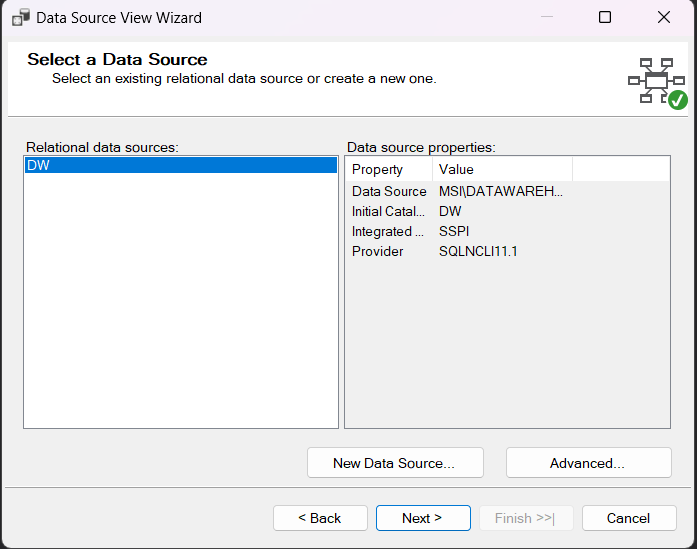 Data Source View Wizard
Select a Data Source
Select an existing relational data source or create a new one.
Relational data sources:
DW
Data source properties:
Property Value
Data Source MSI\DATAWAREH...
Initial Catal... DW
Integrated ... SSPI
Provider SQLNCLI11.1
New Data Source... Advanced...
< Back Next > Finish >>| Cancel